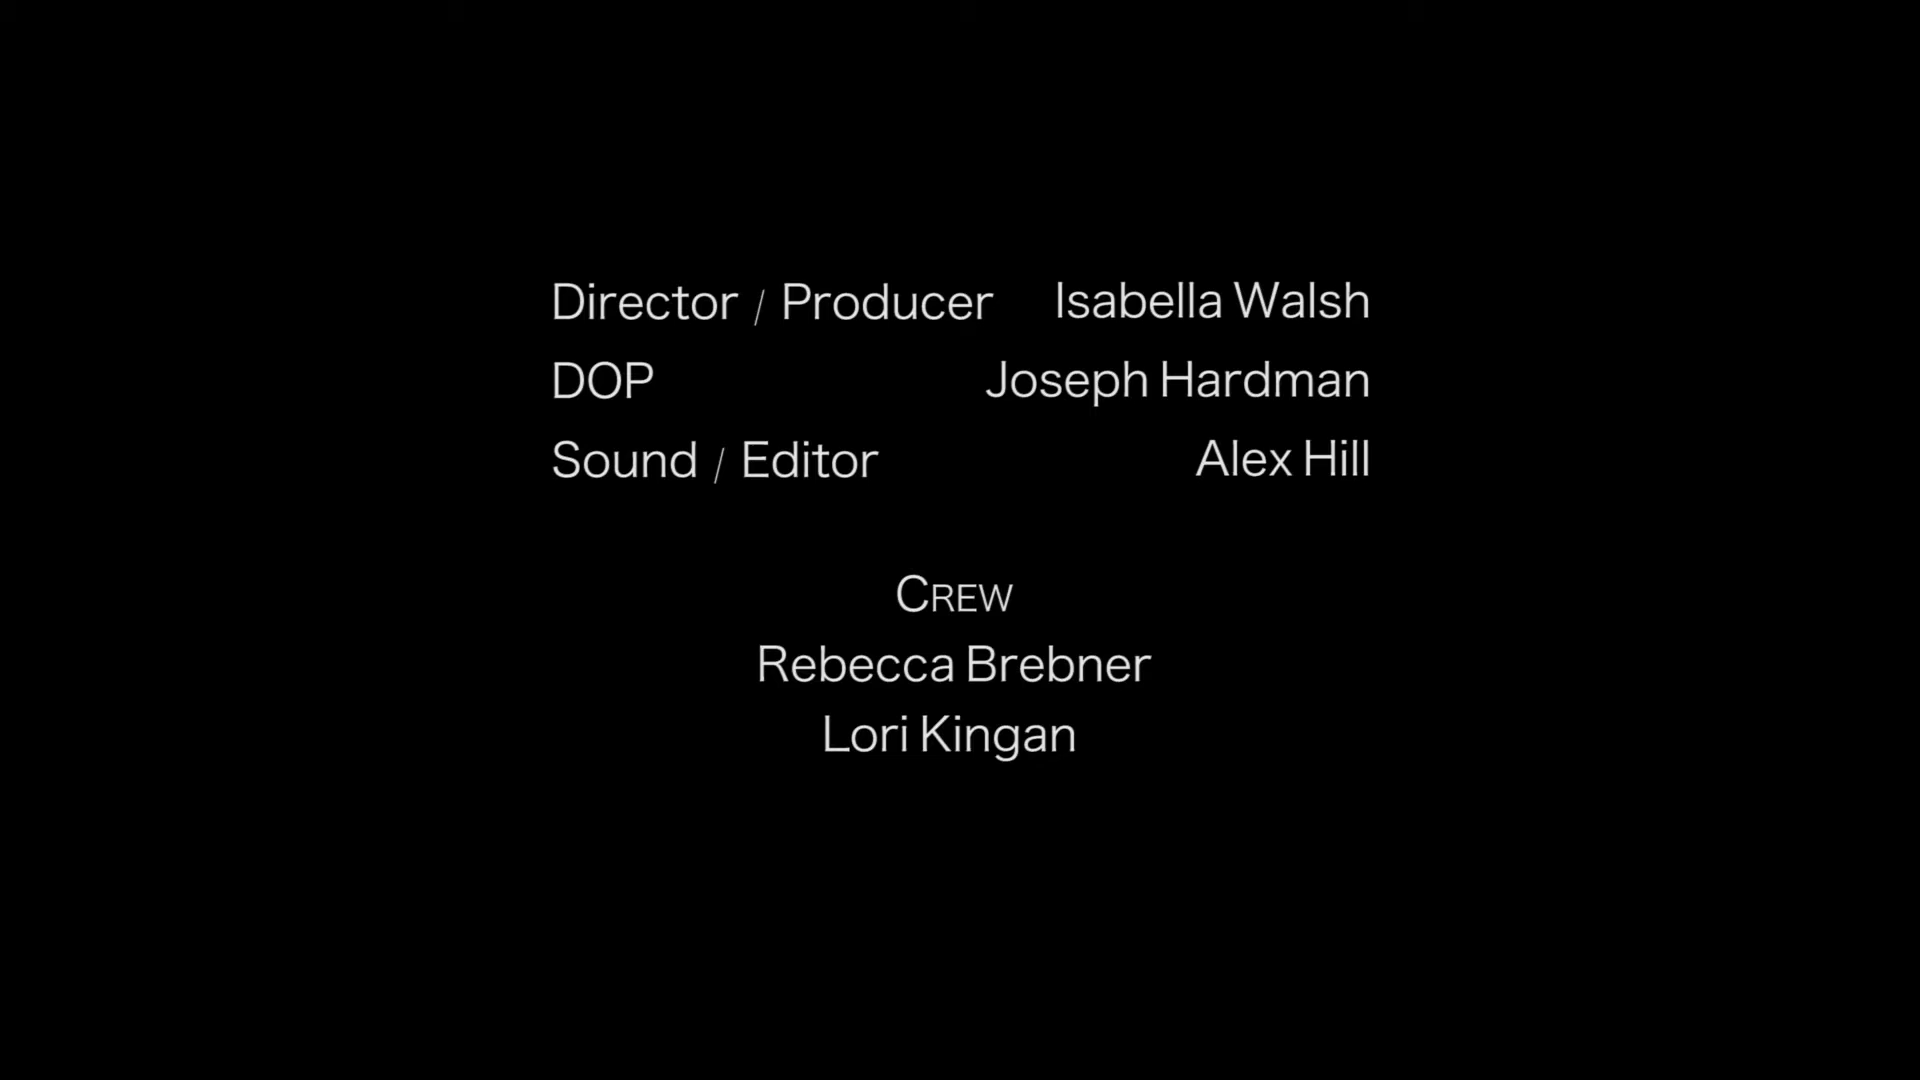 Director / Producer Isabella Walsh
DOP Joseph Hardman
Sound / Editor Alex Hill
CREW
Rebecca Brebner
Lori Kingan